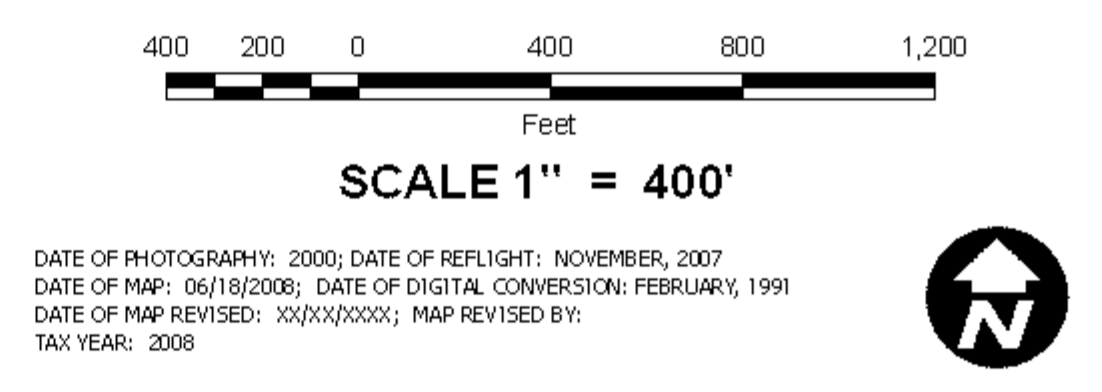 400 200 0 400 800 1,200
Feet
SCALE 1" = 400'
DATE OF PHOTOGRAPHY: 2000; DATE OF REFLIGHT: NOVEMBER, 2007
DATE OF MAP: 06/18/2008; DATE OF DIGITAL CONVERSION: FEBRUARY, 1991
DATE OF MAP REVISED: XX/XX/XXXX; MAP REVISED BY:
TAX YEAR: 2008
N